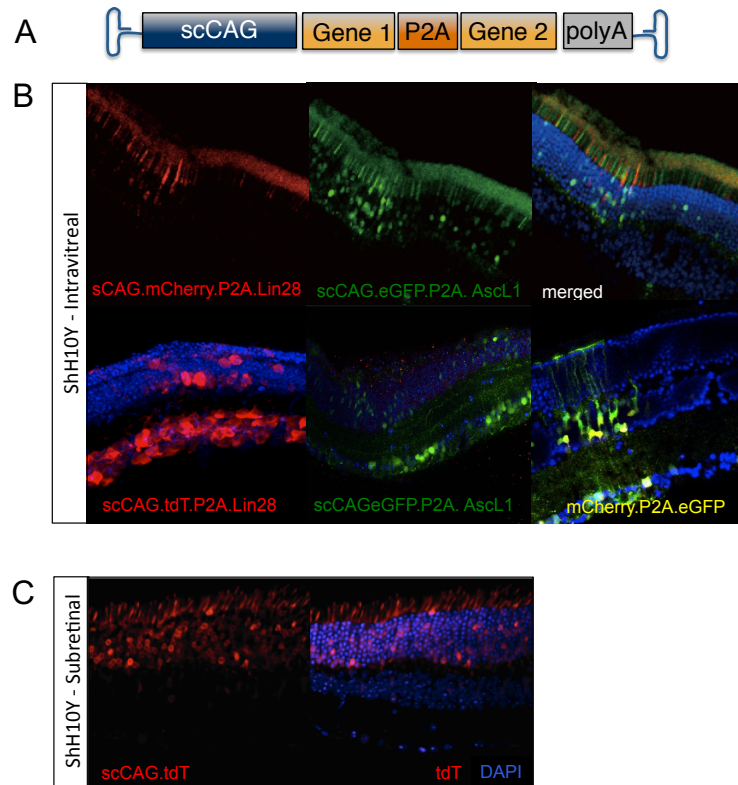 A
scCAG Gene 1 P2A Gene 2 polyA
B
ShH10Y - Intravitreal
sCAG.mCherry.P2A.Lin28 scCAG.eGFP.P2A. AscL1 merged
scCAG.tdT.P2A.Lin28 scCAGeGFP.P2A. AscL1 mCherry.P2A.eGFP
C
ShH10Y - Subretinal
scCAG.tdT tdT DAPI